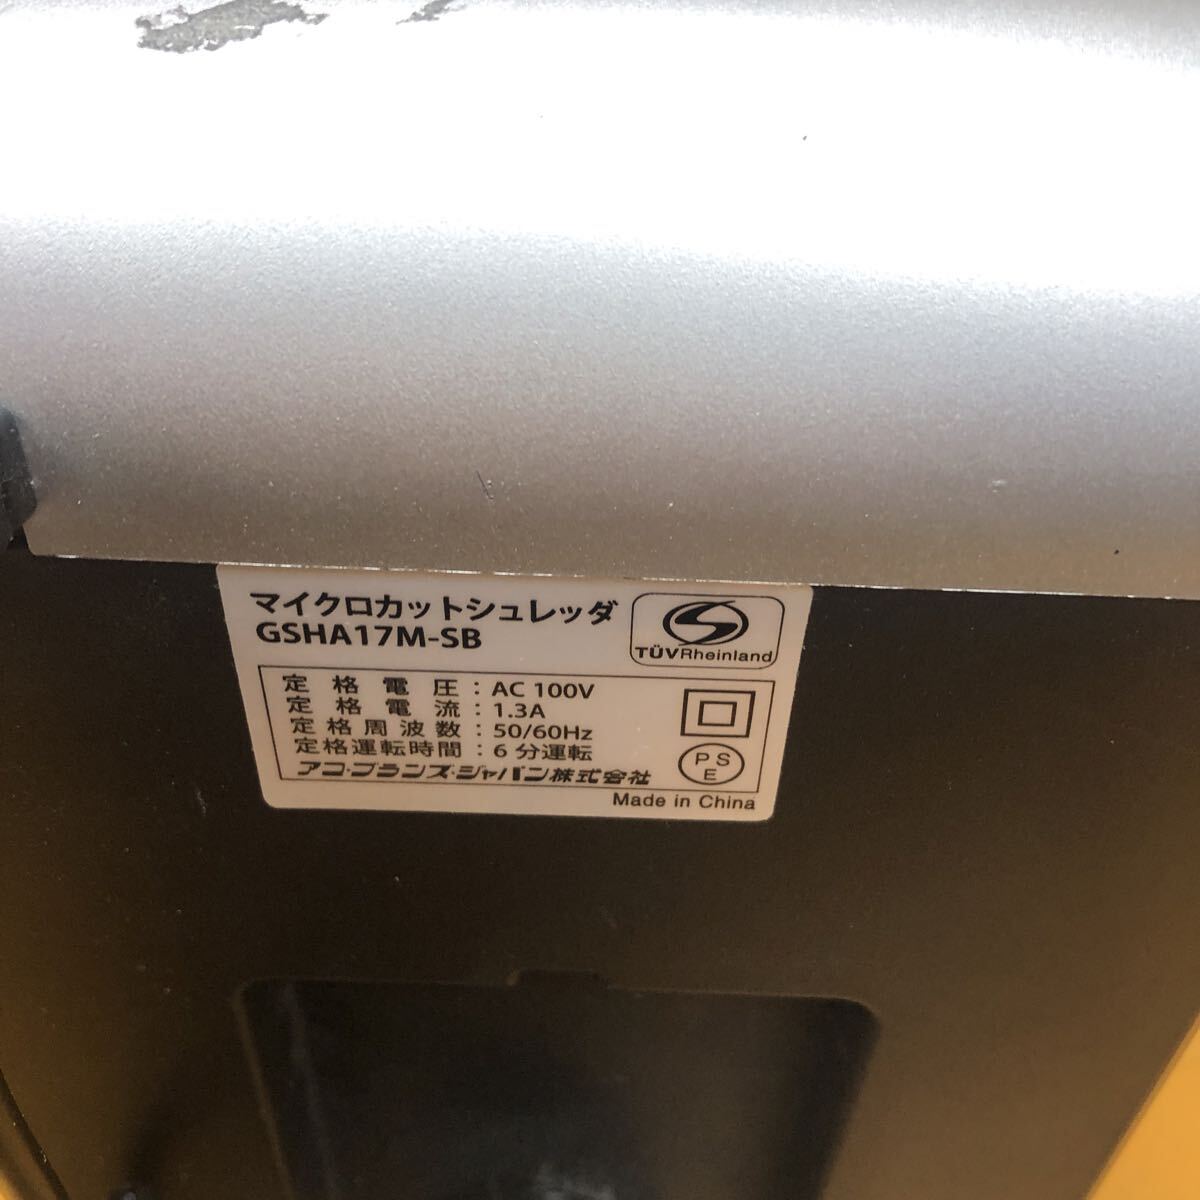 マイクロカットシュレッダ
GSHA17M-SB
TÜVRheinland
定格電圧：AC 100V
定格電流：1.3A
定格周波数：50/60Hz
定格運転時間：6分運転
アコ・ブランズ・ジャパン株式会社
PS
E
Made in China